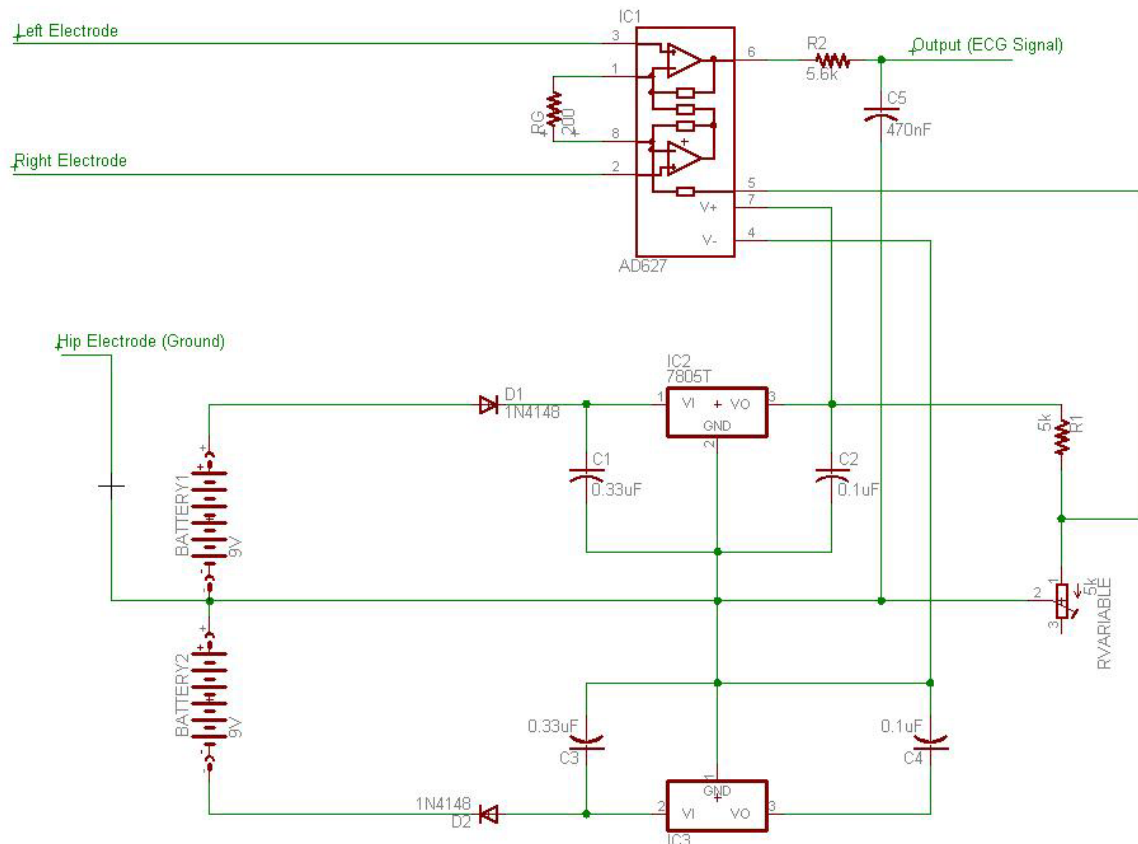 Left Electrode
IC1
3
6
R2
5.6k
Output (ECG Signal)
1
C5
470nF
RG
200
8
Right Electrode
2
5
V+
7
V-
4
AD627
Hip Electrode (Ground)
IC2
7805T
D1
1N4148
1
VI
VO
3
GND
2
5k
R1
C1
0.33uF
C2
0.1uF
BATTERY1
9V
2
1
3
5k
RVARIABLE
BATTERY2
9V
0.33uF
C3
0.1uF
C4
1
GND
1N4148
D2
2
VI
VO
3
IC3